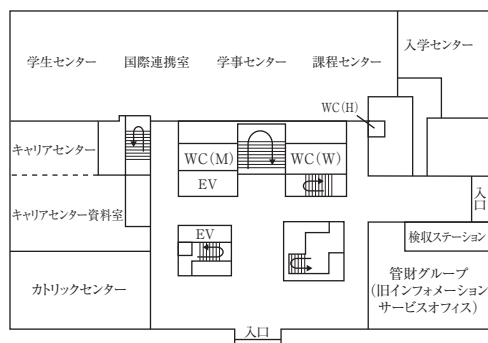 学生センター
国際連携室
学事センター
課程センター
入学センター
WC(H)
キャリアセンター
WC(M)
WC(W)
EV
キャリアセンター資料室
入口
EV
検収ステーション
カトリックセンター
管財グループ
(旧インフォメーション
サービスオフィス)
入口